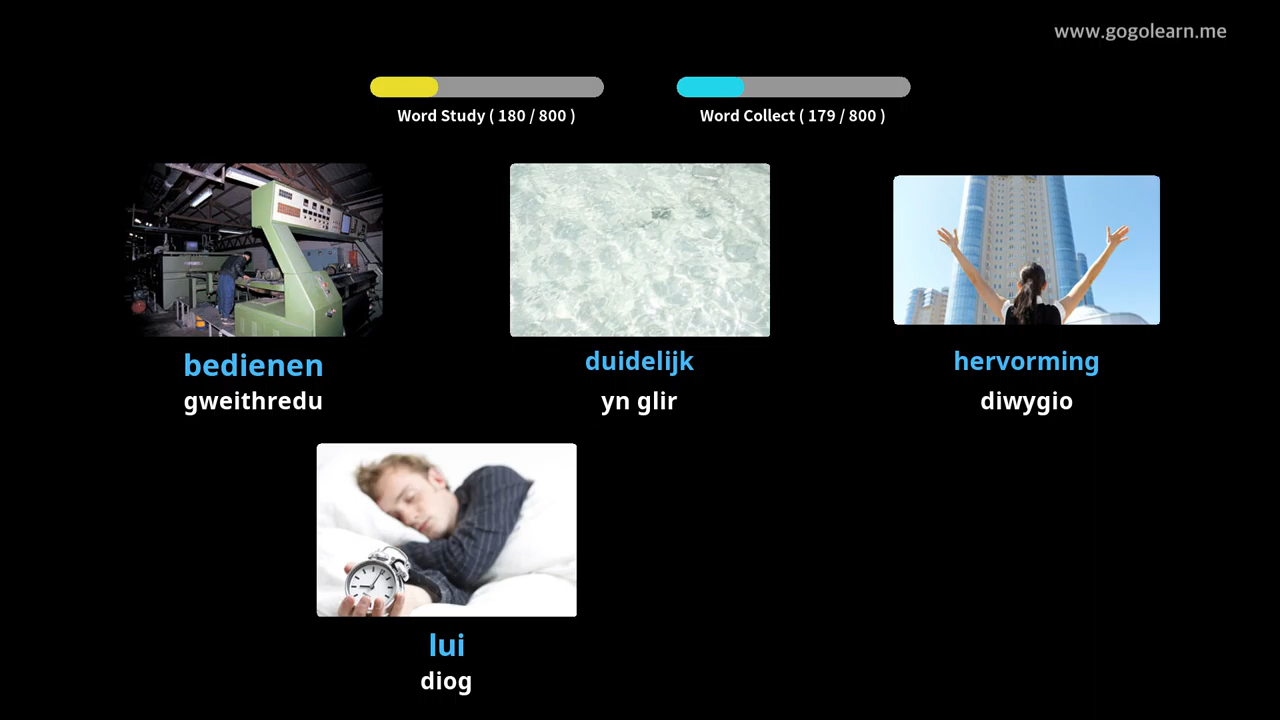 www.gogolearn.me
Word Study ( 180 / 800 )
Word Collect ( 179 / 800 )
bedienen
gweithredu
duidelijk
yn glir
hervorming
diwygio
lui
diog